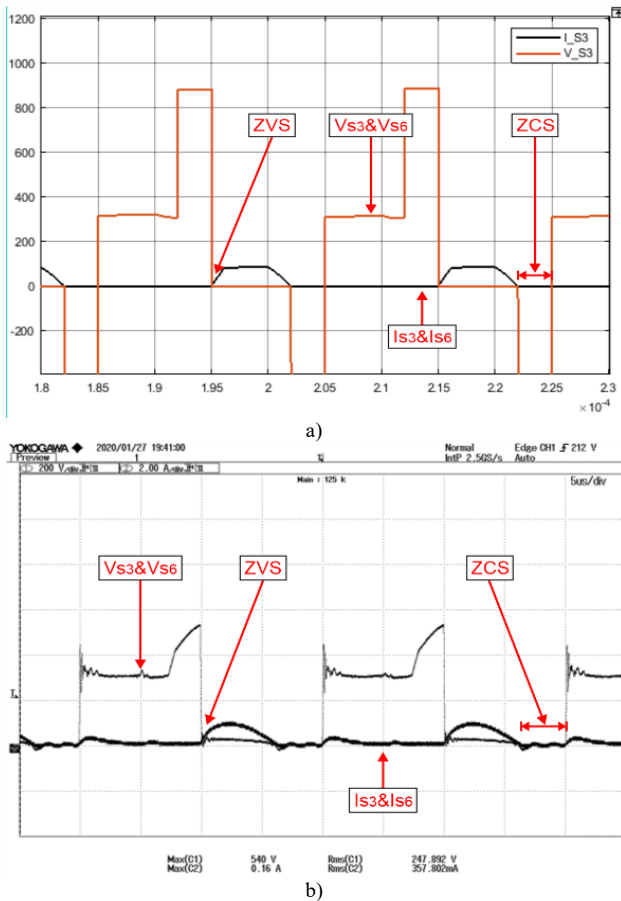 1200
1000
800
600
400
200
0
-200
I_S3
V_S3
ZVS
Vs3&Vs6
ZCS
Is3&Is6
1.8 1.85 1.9 1.95 2 2.05 2.1 2.15 2.2 2.25 2.3
×10⁻⁴
a)
YOKOGAWA ◆ 2020/01/27 19:41:00 Normal Edge CH1 212 V
Preview 1 IntP 2.5GS/s Auto
200 V/div 2.00 A/div
Main : 125 k 5us/div
Vs3&Vs6 ZVS ZCS
Is3&Is6
Max(C1) 540 V Rms(C1) 247.892 V
Max(C2) 0.16 A Rms(C2) 357.802mA
b)